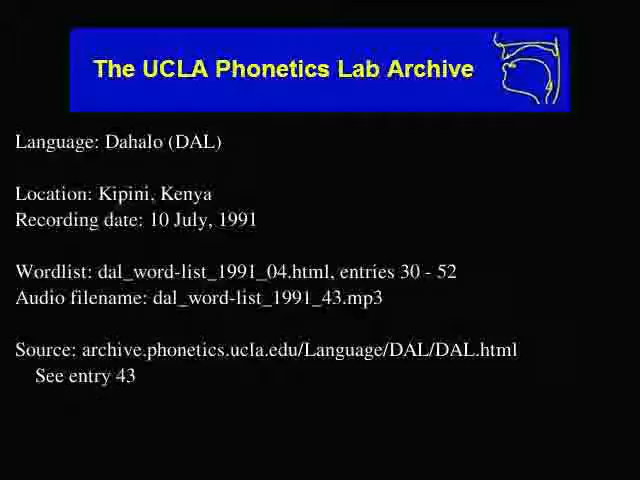 The UCLA Phonetics Lab Archive
Language: Dahalo (DAL)
Location: Kipini, Kenya
Recording date: 10 July, 1991
Wordlist: dal_word-list_1991_04.html, entries 30 - 52
Audio filename: dal_word-list_1991_43.mp3
Source: archive.phonetics.ucla.edu/Language/DAL/DAL.html
See entry 43